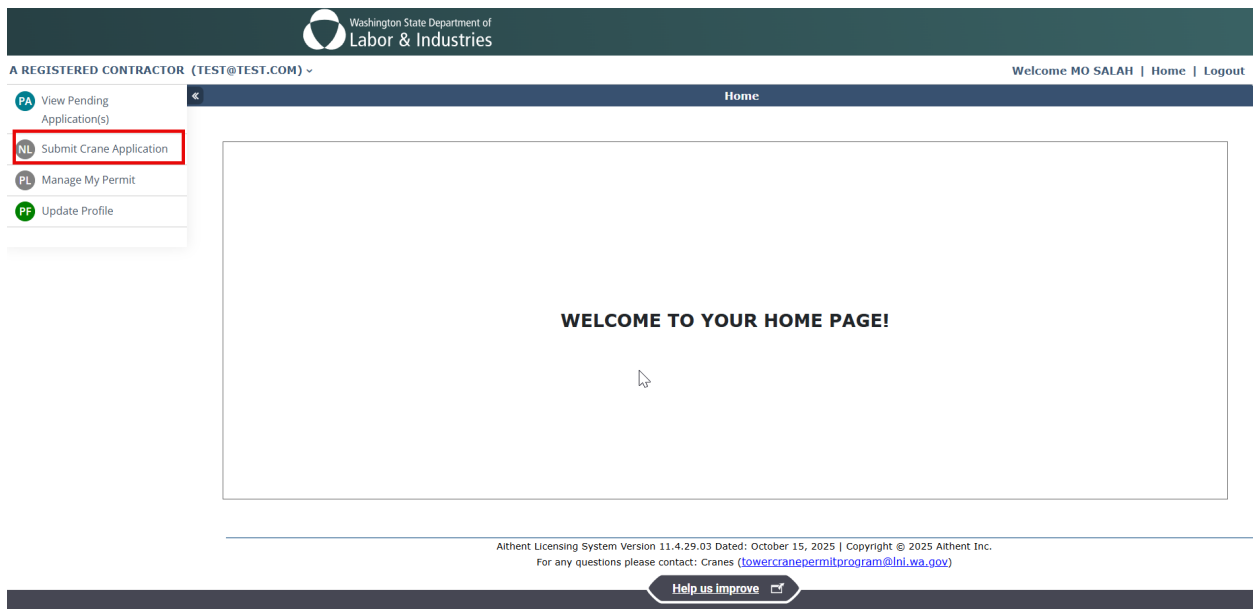 Washington State Department of
Labor & Industries
A REGISTERED CONTRACTOR (TEST@TEST.COM)
Welcome MO SALAH | Home | Logout
PA View Pending
Application(s)
«
Home
NL Submit Crane Application
PL Manage My Permit
PF Update Profile
WELCOME TO YOUR HOME PAGE!
Aithent Licensing System Version 11.4.29.03 Dated: October 15, 2025 | Copyright © 2025 Aithent Inc.
For any questions please contact: Cranes (towercranepermitprogram@lni.wa.gov)
Help us improve